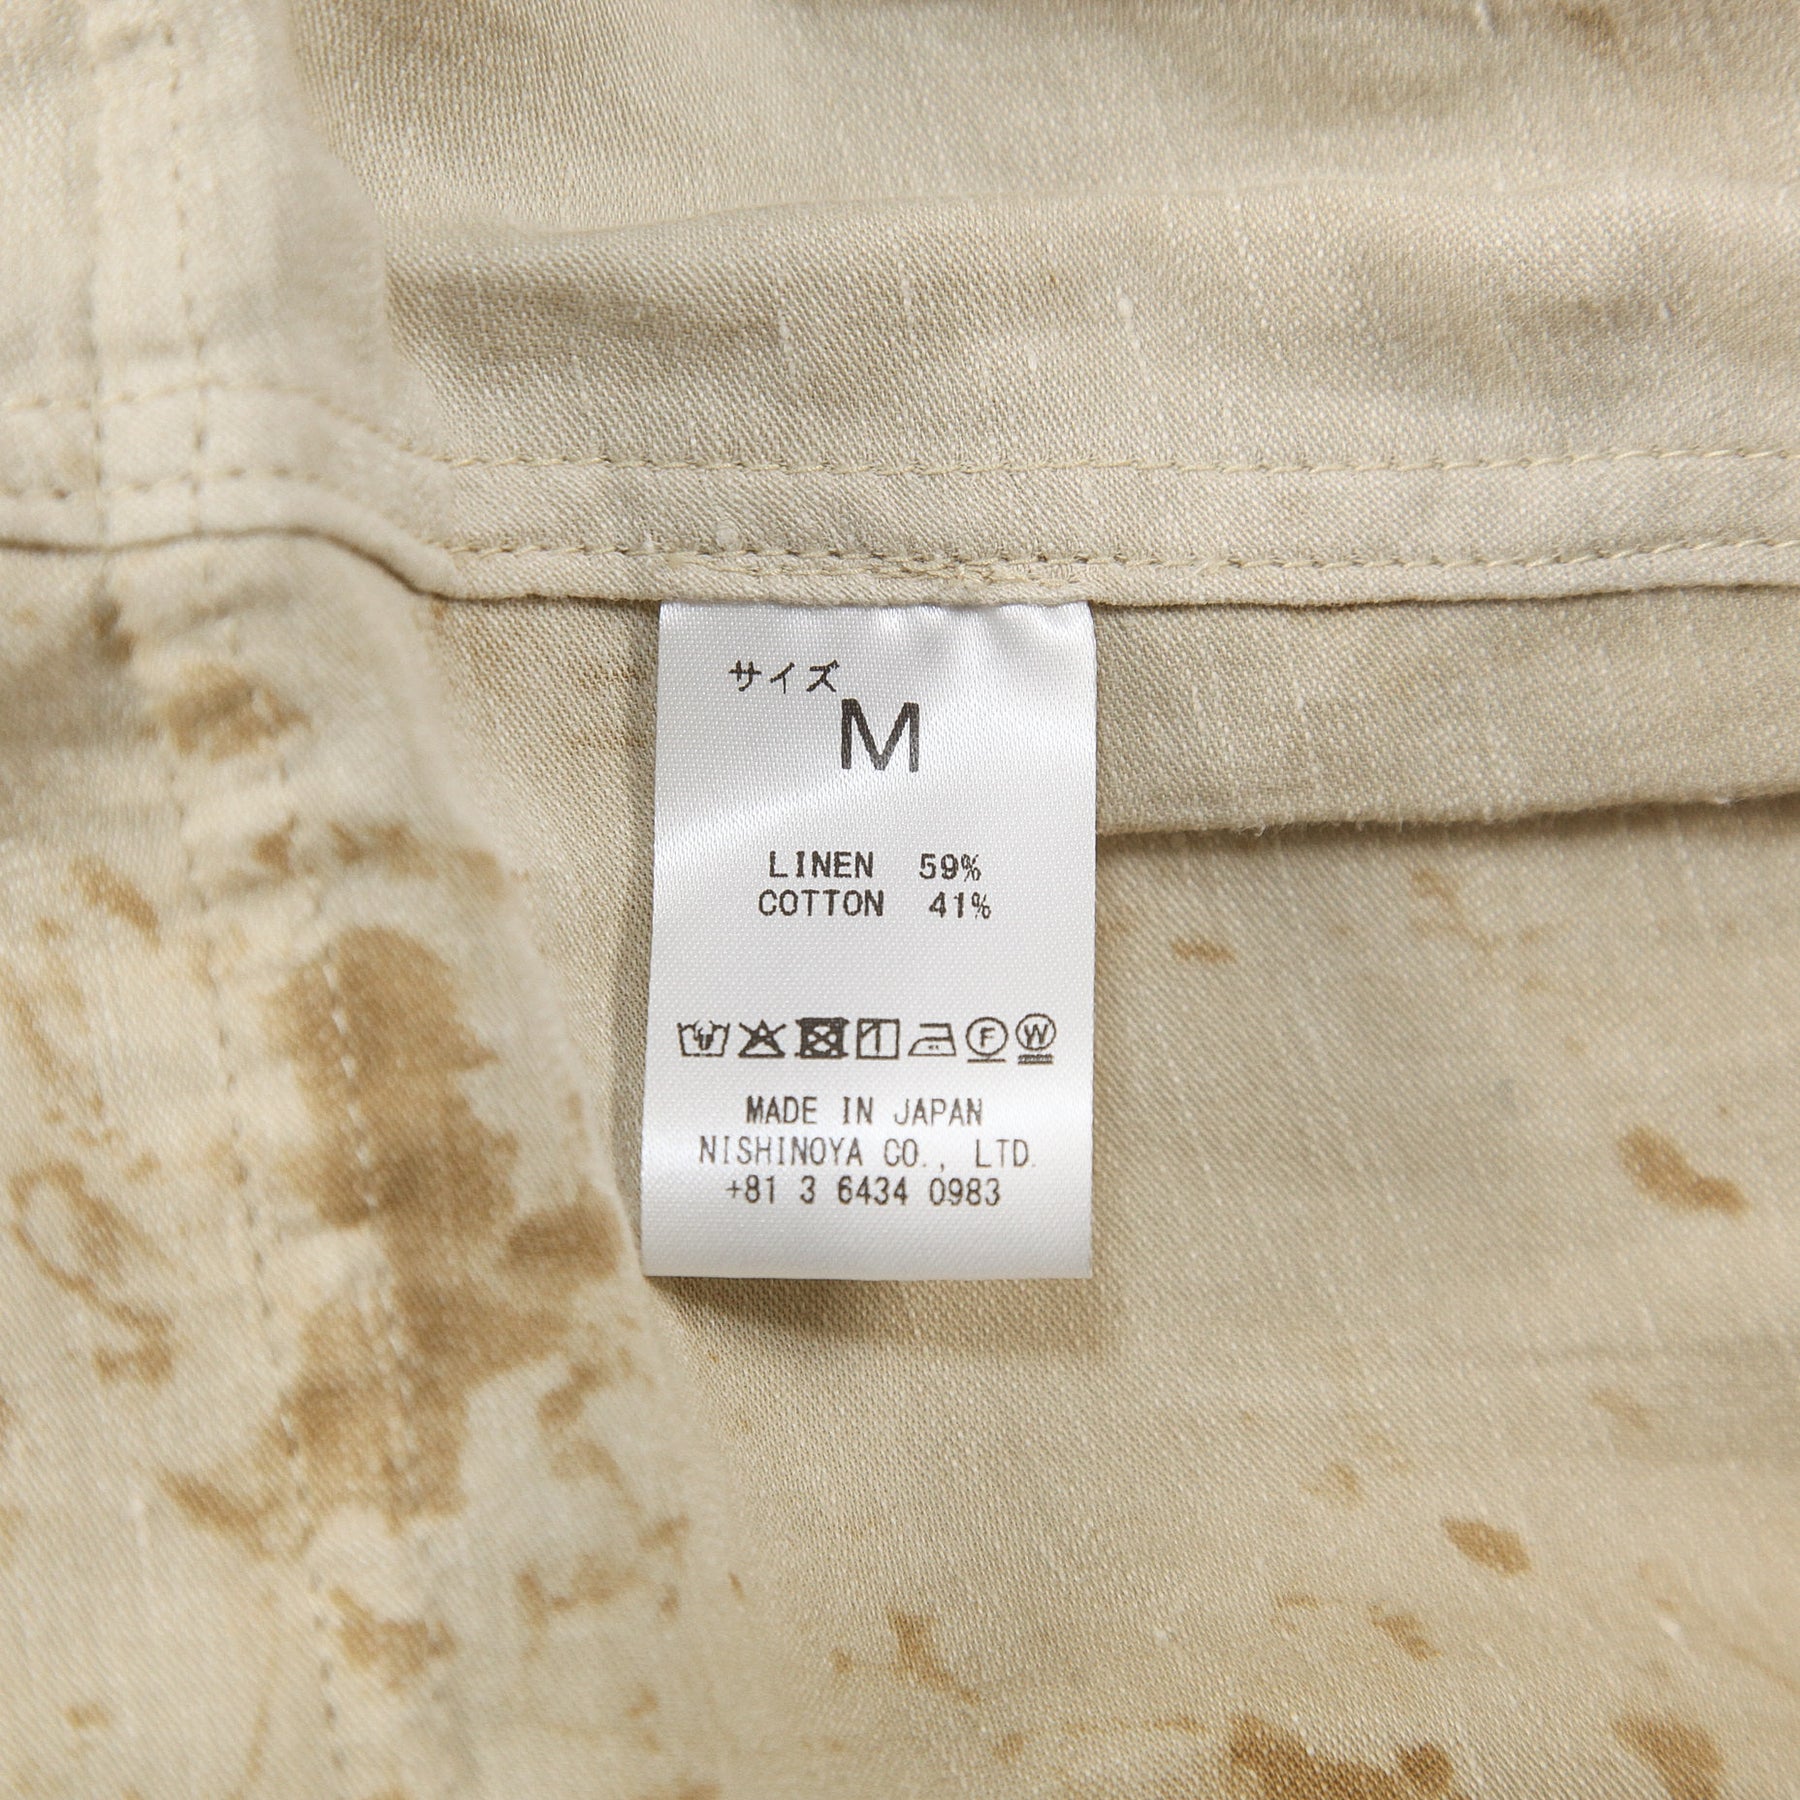 サイズ
M
LINEN 59%
COTTON 41%
F W
MADE IN JAPAN
NISHINOYA CO., LTD.
+81 3 6434 0983